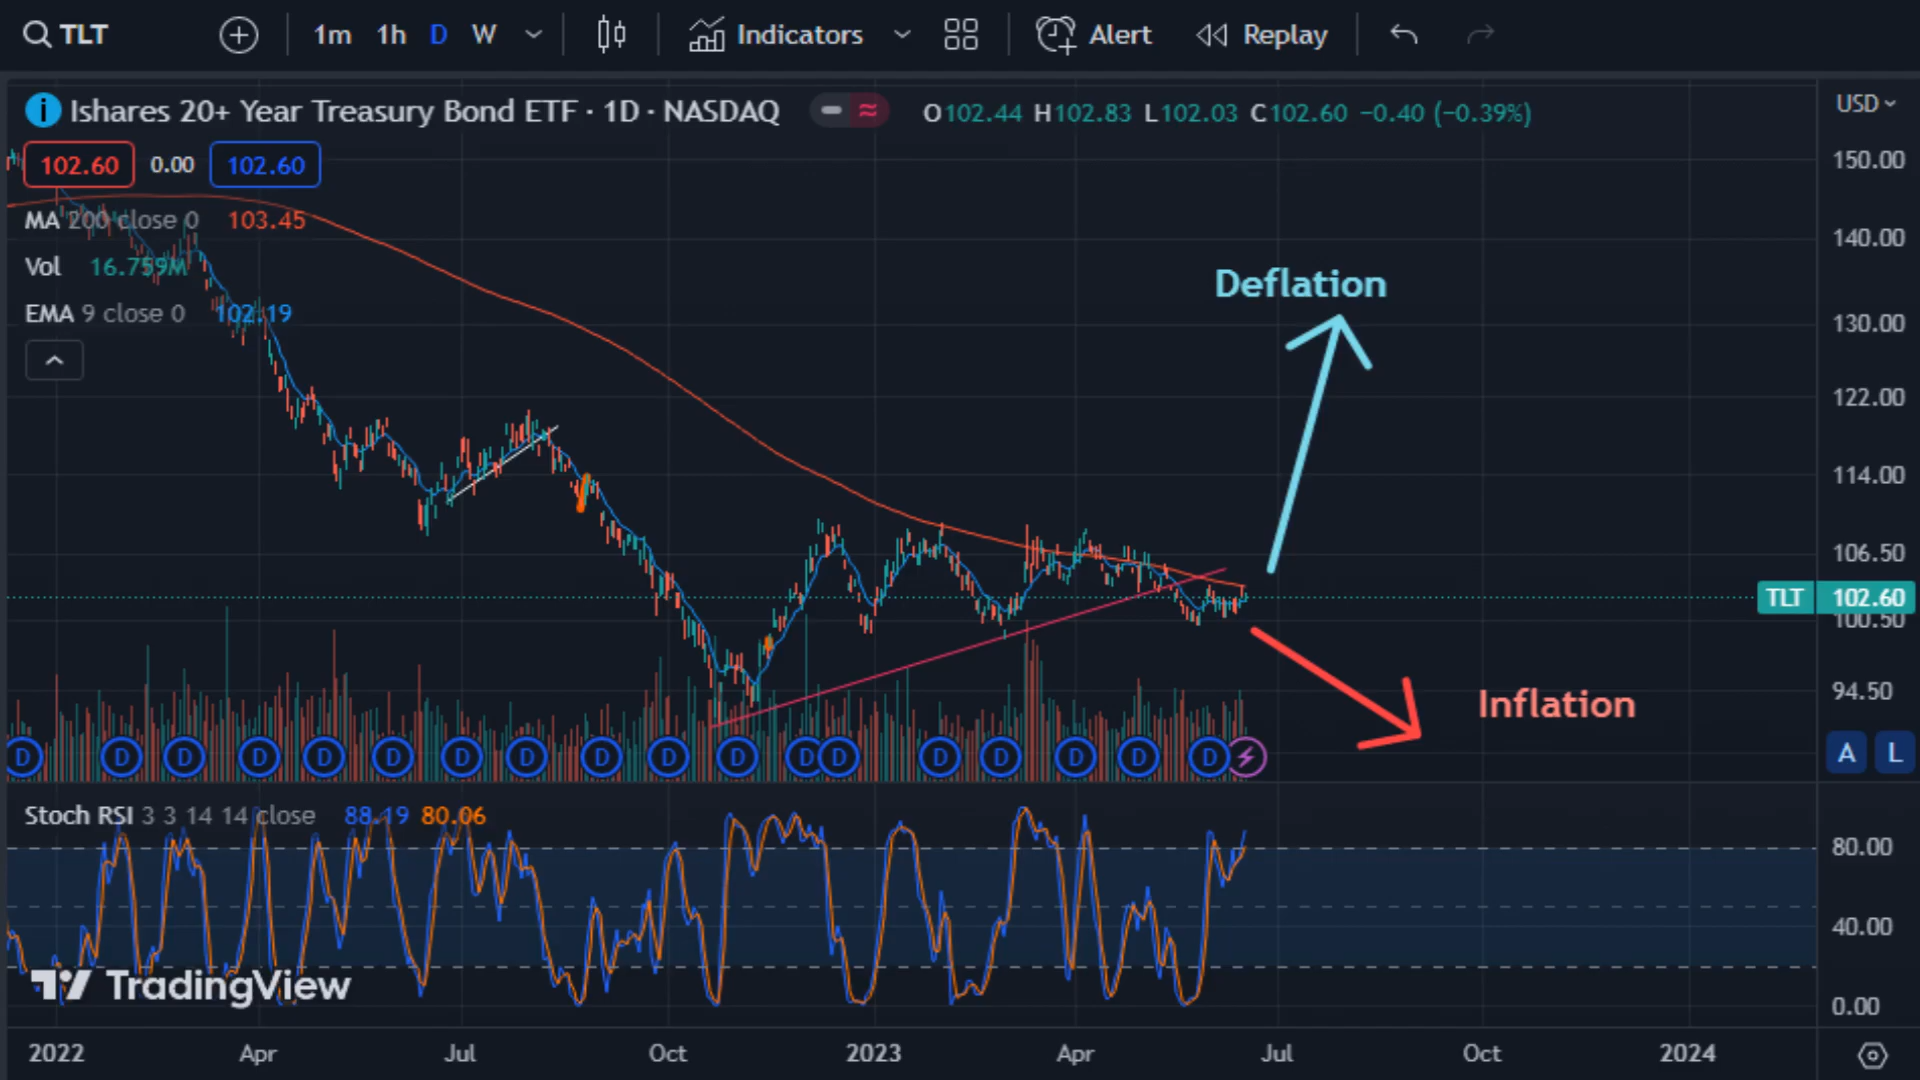 TLT 1m 1h D W Indicators Alert Replay
Ishares 20+ Year Treasury Bond ETF · 1D · NASDAQ O102.44 H102.83 L102.03 C102.60 −0.40 (−0.39%) USD
102.60 0.00 102.60
MA 200 close 0 103.45
Vol 16.759M
EMA 9 close 0 102.19
150.00
140.00
130.00
122.00
114.00
106.50
TLT 102.60
100.50
94.50
Deflation
Inflation
D D D D D D D D D D D D D D D D D D
A L
Stoch RSI 3 3 14 14 close 88.19 80.06
80.00
40.00
0.00
TradingView
2022 Apr Jul Oct 2023 Apr Jul Oct 2024